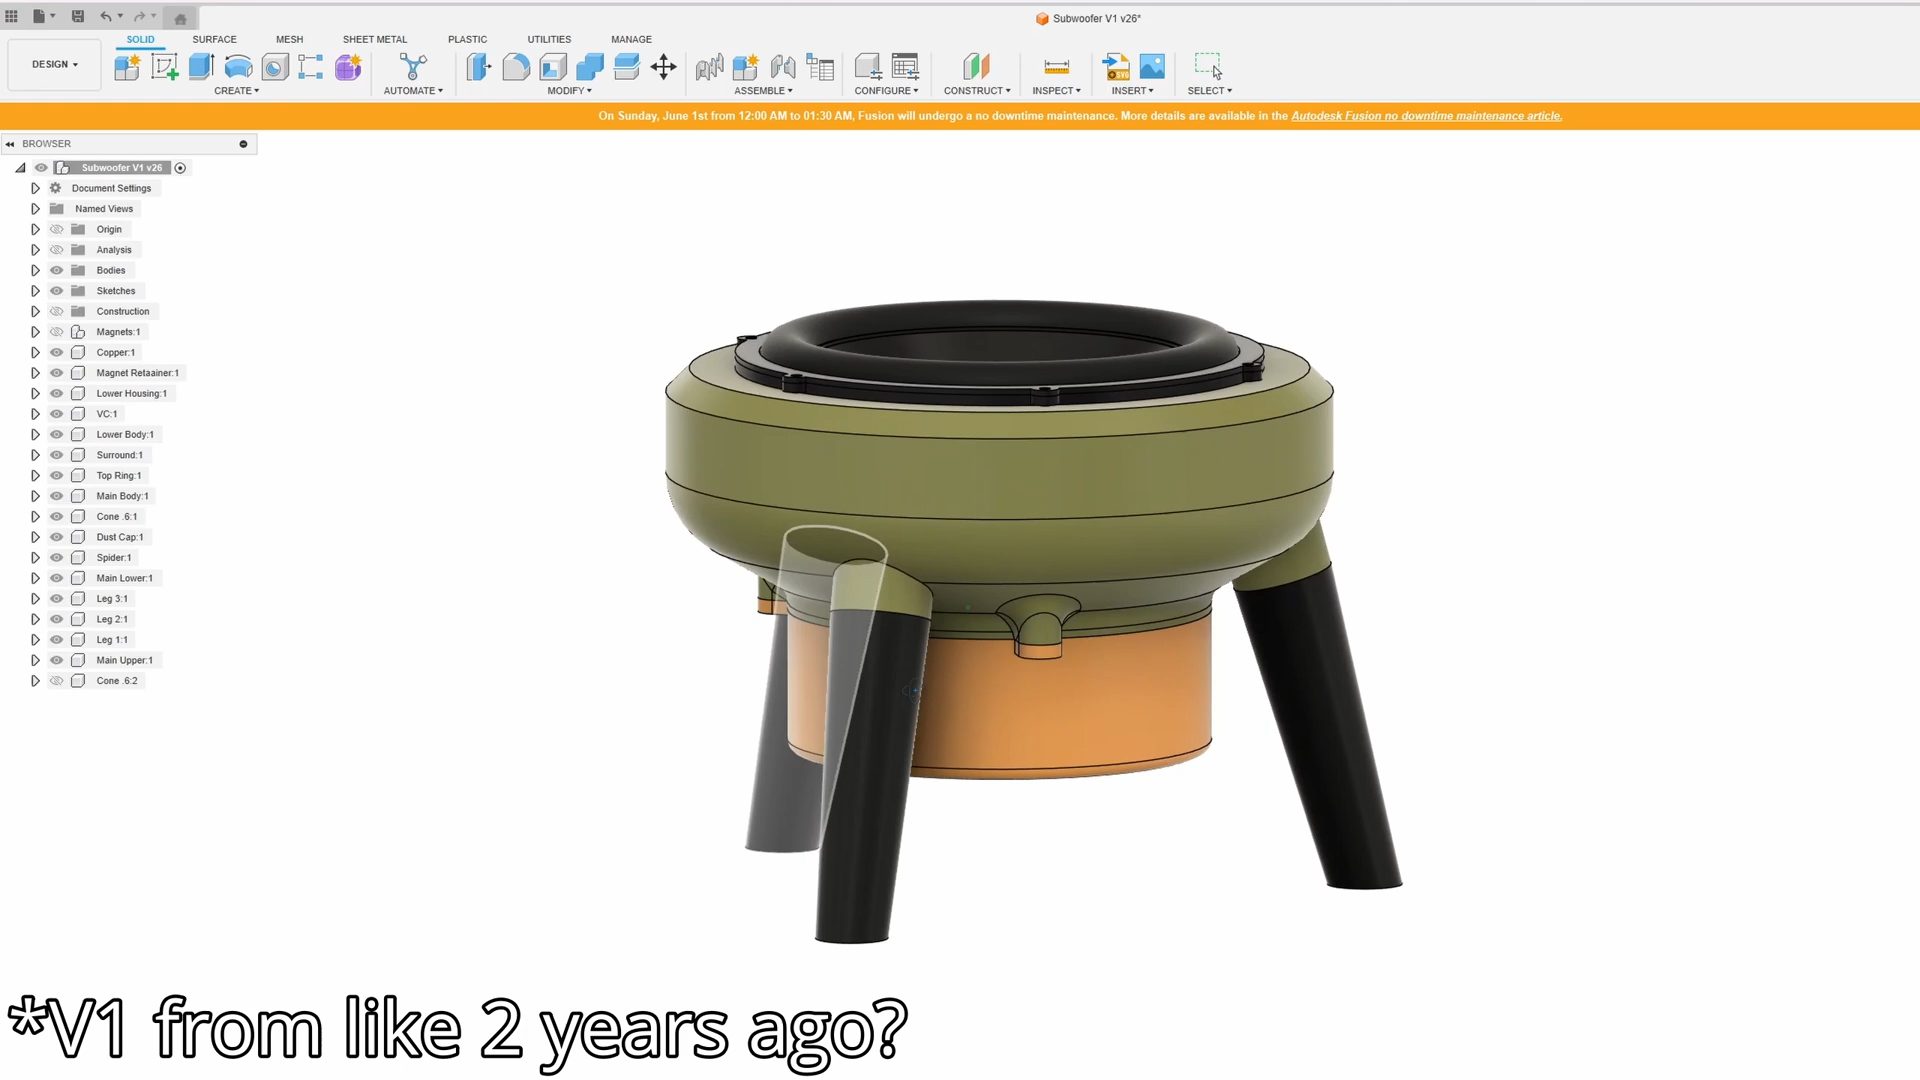 Subwoofer V1 v26*
SOLID SURFACE MESH SHEET METAL PLASTIC UTILITIES MANAGE
DESIGN
CREATE AUTOMATE MODIFY ASSEMBLE CONFIGURE CONSTRUCT INSPECT INSERT SELECT
On Sunday, June 1st from 12:00 AM to 01:30 AM, Fusion will undergo a no downtime maintenance. More details are available in the Autodesk Fusion no downtime maintenance article.
BROWSER
Subwoofer V1 v26
Document Settings
Named Views
Origin
Analysis
Bodies
Sketches
Construction
Magnets:1
Copper:1
Magnet Retaainer:1
Lower Housing:1
VC:1
Lower Body:1
Surround:1
Top Ring:1
Main Body:1
Cone .6:1
Dust Cap:1
Spider:1
Main Lower:1
Leg 3:1
Leg 2:1
Leg 1:1
Main Upper:1
Cone .6:2
*V1 from like 2 years ago?